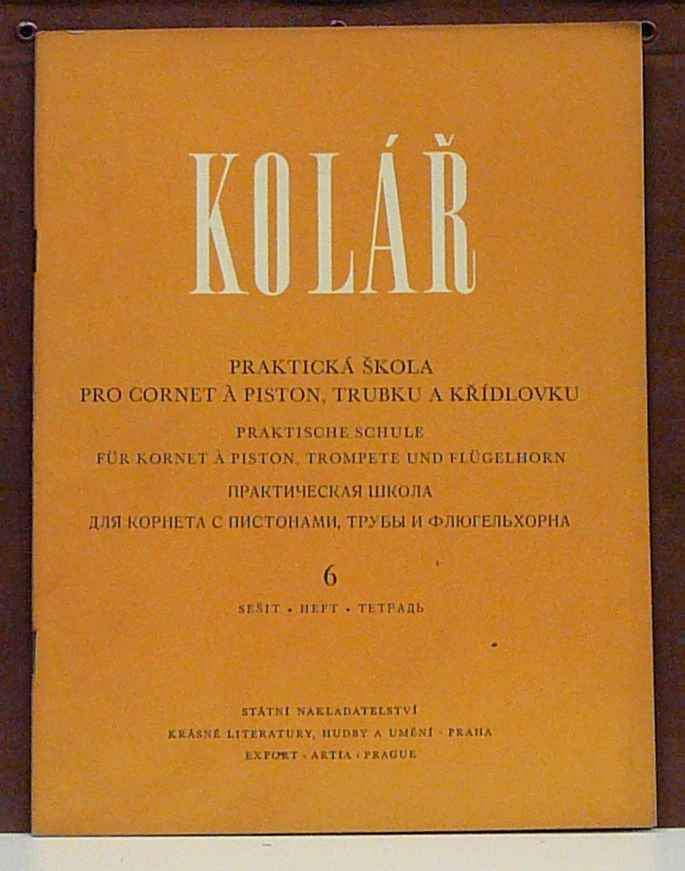 KOLÁŘ
PRAKTICKÁ ŠKOLA
PRO CORNET À PISTON, TRUBKU A KŘÍDLOVKU
PRAKTISCHE SCHULE
FÜR KORNET À PISTON, TROMPETE UND FLÜGELHORN
ПРАКТИЧЕСКАЯ ШКОЛА
ДЛЯ КОРНЕТА С ПИСТОНАМИ, ТРУБЫ И ФЛЮГЕЛЬХОРНА
6
SEŠIT • HEFT • ТЕТРАДЬ
STÁTNÍ NAKLADATELSTVÍ
KRÁSNÉ LITERATURY, HUDBY A UMĚNÍ · PRAHA
EXPORT · ARTIA · PRAGUE